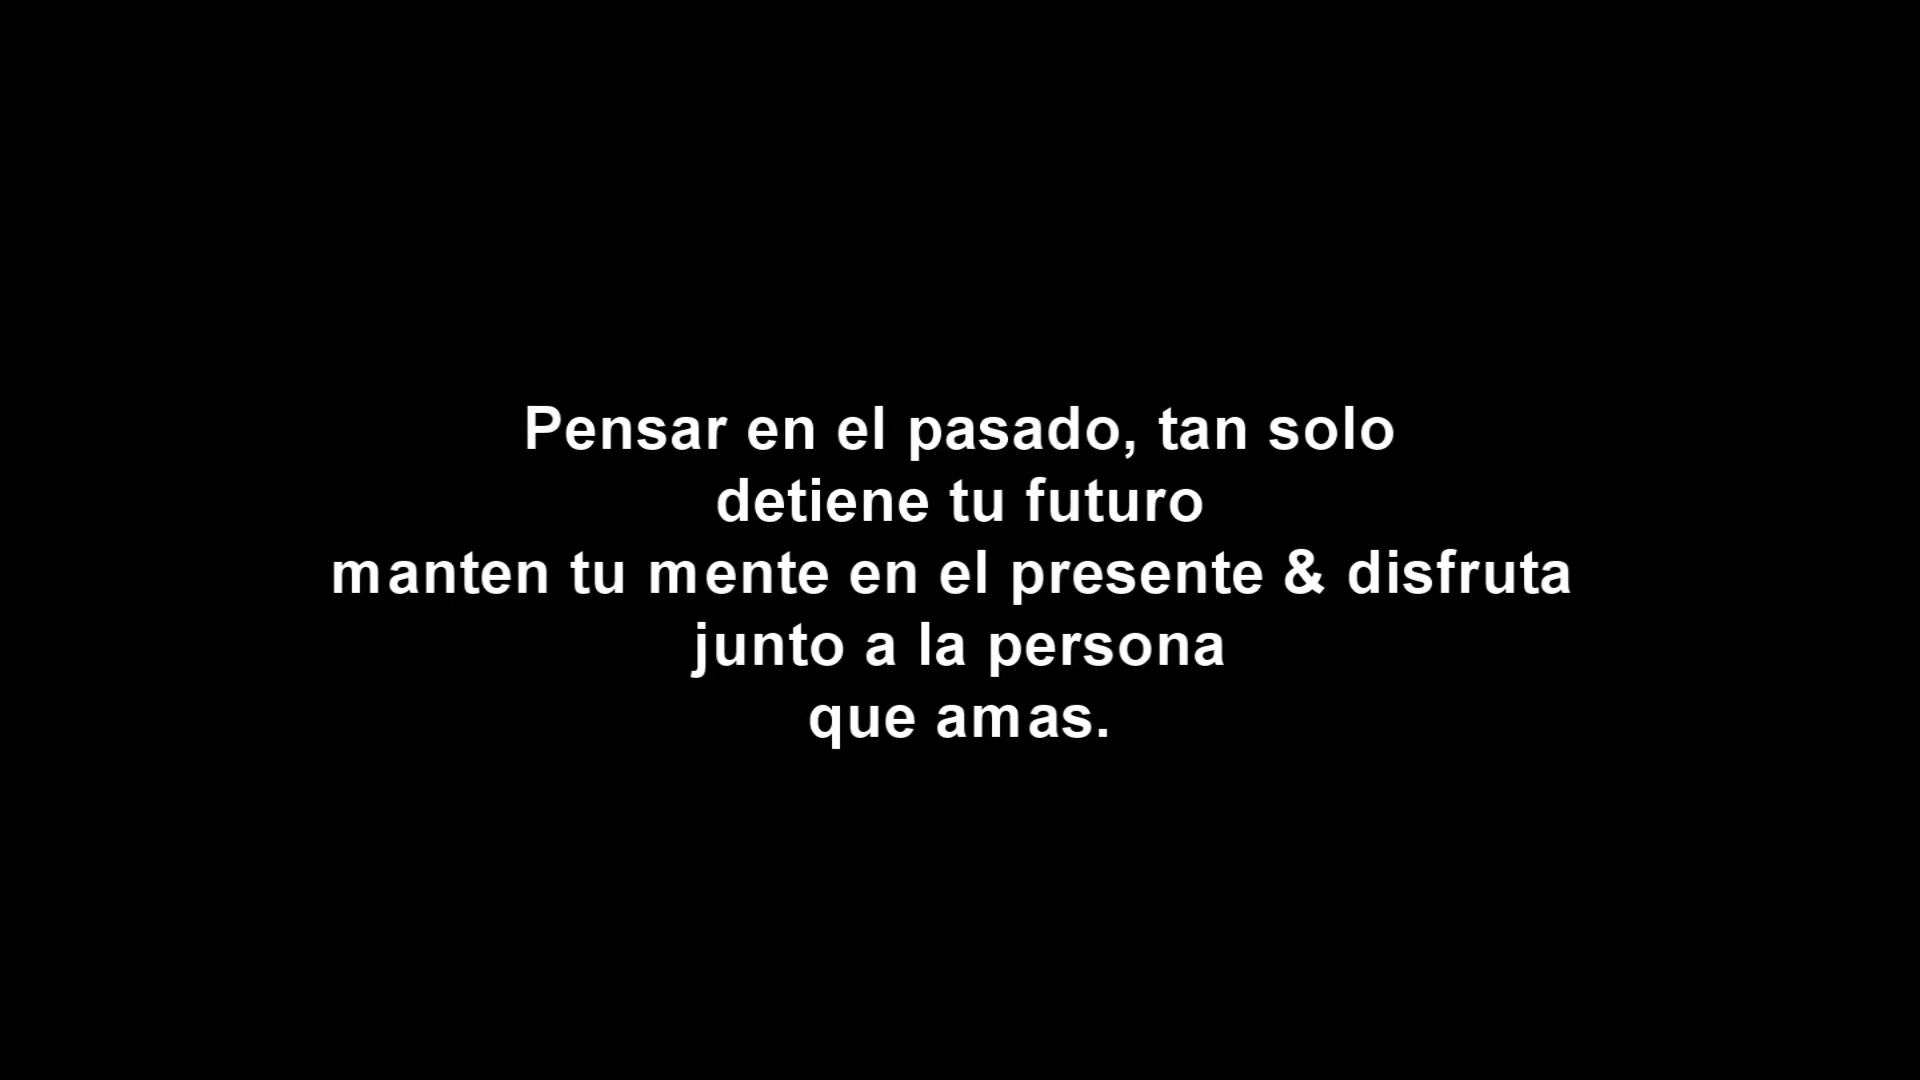 Pensar en el pasado, tan solo
detiene tu futuro
manten tu mente en el presente & disfruta
junto a la persona
que amas.